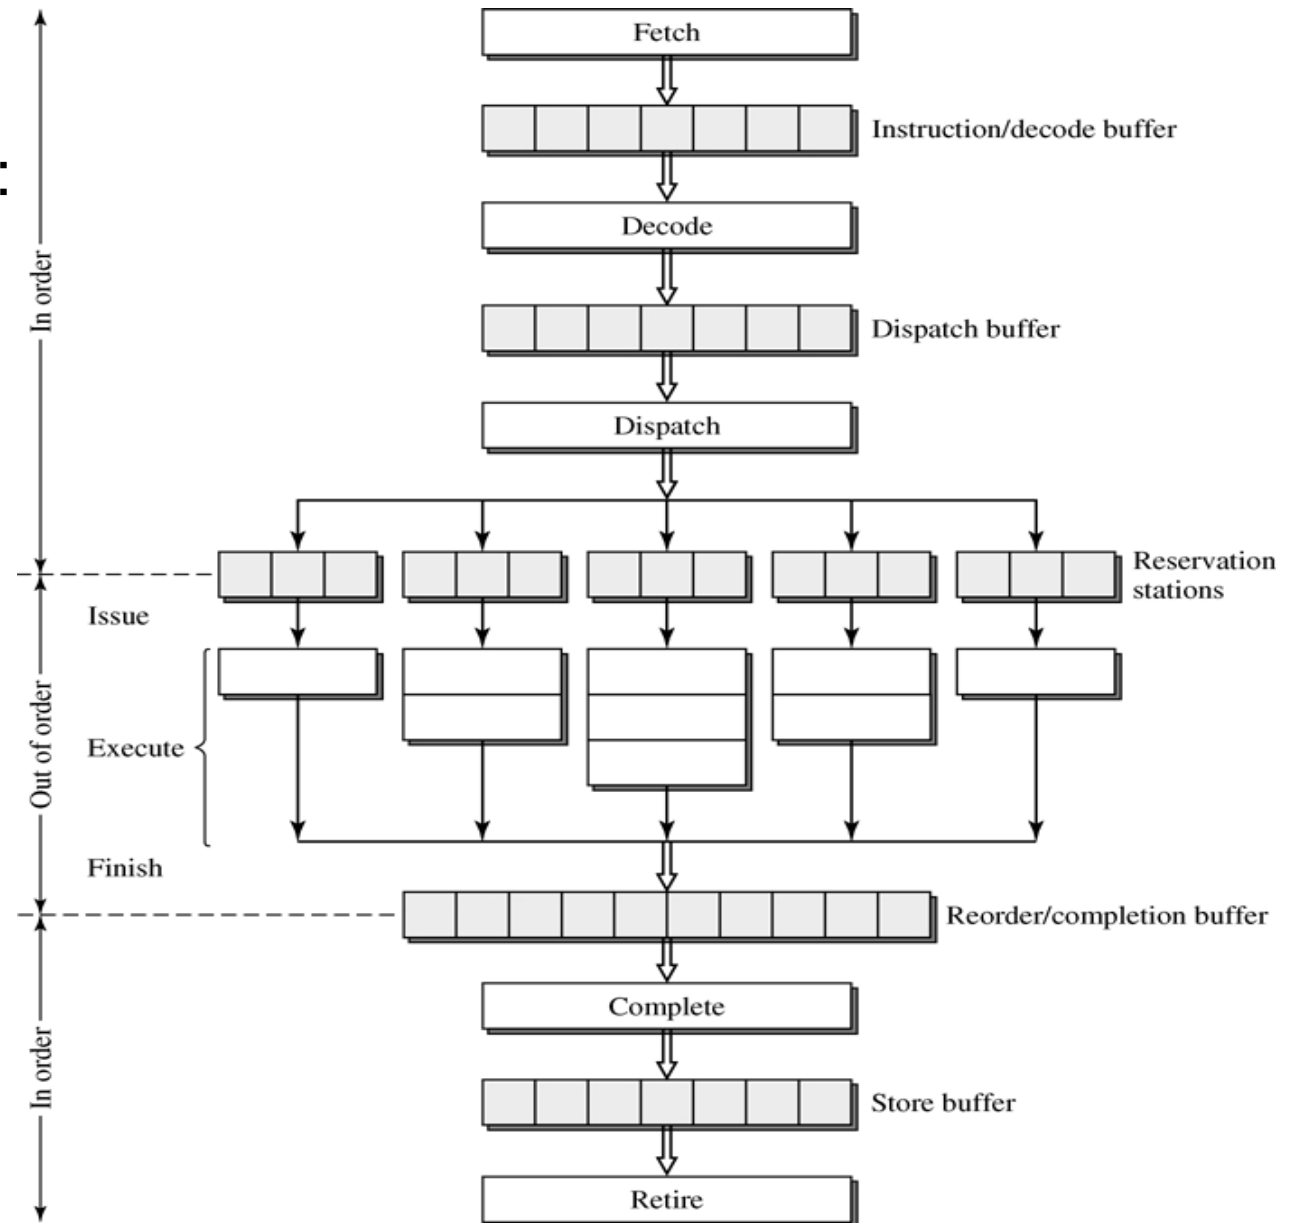 Fetch
Instruction/decode buffer
:
Decode
In order
Dispatch buffer
Dispatch
Reservation
stations
Issue
Out of order
Execute
Finish
Reorder/completion buffer
Complete
In order
Store buffer
Retire